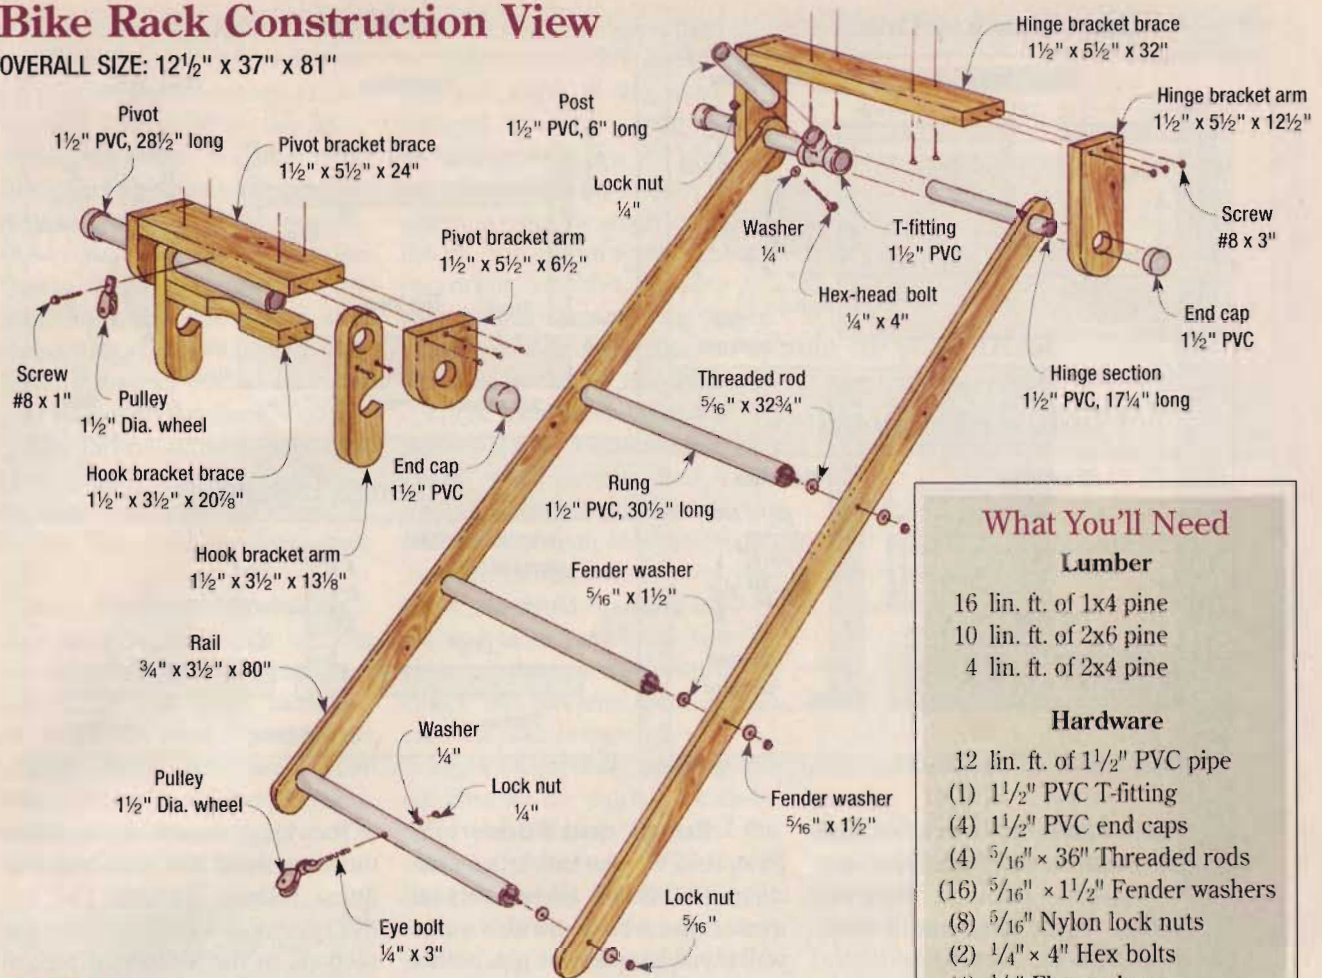 Bike Rack Construction View
OVERALL SIZE: 12½" x 37" x 81"
Pivot
1½" PVC, 28½" long
Pivot bracket brace
1½" x 5½" x 24"
Pivot bracket arm
1½" x 5½" x 6½"
Screw
#8 x 1"
Pulley
1½" Dia. wheel
Hook bracket brace
1½" x 3½" x 20⅞"
Hook bracket arm
1½" x 3½" x 13⅛"
End cap
1½" PVC
Post
1½" PVC, 6" long
Lock nut
¼"
Washer
¼"
Hex-head bolt
¼" x 4"
T-fitting
1½" PVC
Hinge bracket brace
1½" x 5½" x 32"
Hinge bracket arm
1½" x 5½" x 12½"
Screw
#8 x 3"
End cap
1½" PVC
Hinge section
1½" PVC, 17¼" long
Threaded rod
5⁄16" x 32¾"
Rung
1½" PVC, 30½" long
Fender washer
5⁄16" x 1½"
Rail
¾" x 3½" x 80"
Washer
¼"
Lock nut
¼"
Pulley
1½" Dia. wheel
Eye bolt
¼" x 3"
Fender washer
5⁄16" x 1½"
Lock nut
5⁄16"
What You'll Need
Lumber
16 lin. ft. of 1x4 pine
10 lin. ft. of 2x6 pine
4 lin. ft. of 2x4 pine
Hardware
12 lin. ft. of 1½" PVC pipe
(1) 1½" PVC T-fitting
(4) 1½" PVC end caps
(4) 5⁄16" × 36" Threaded rods
(16) 5⁄16" × 1½" Fender washers
(8) 5⁄16" Nylon lock nuts
(2) ¼" × 4" Hex bolts